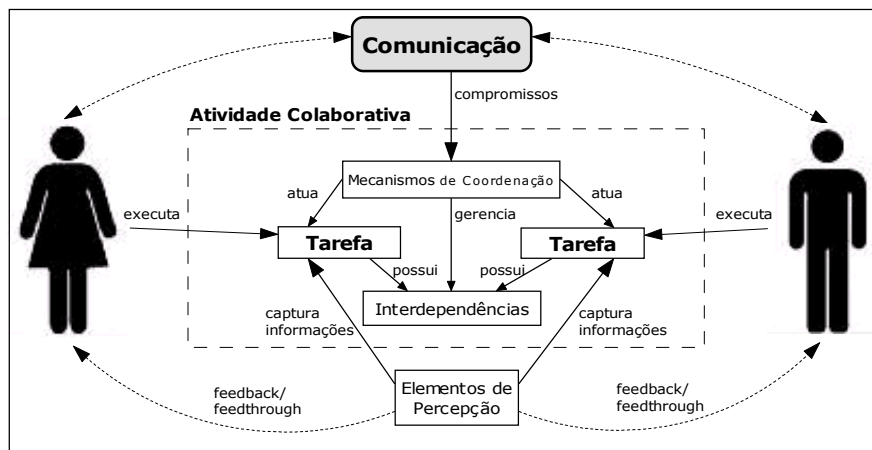 Comunicação
compromissos
Atividade Colaborativa
Mecanismos de Coordenação
atua
atua
executa
gerencia
executa
Tarefa
Tarefa
possui
possui
Interdependências
captura
informações
captura
informações
Elementos de
Percepção
feedback/
feedthrough
feedback/
feedthrough